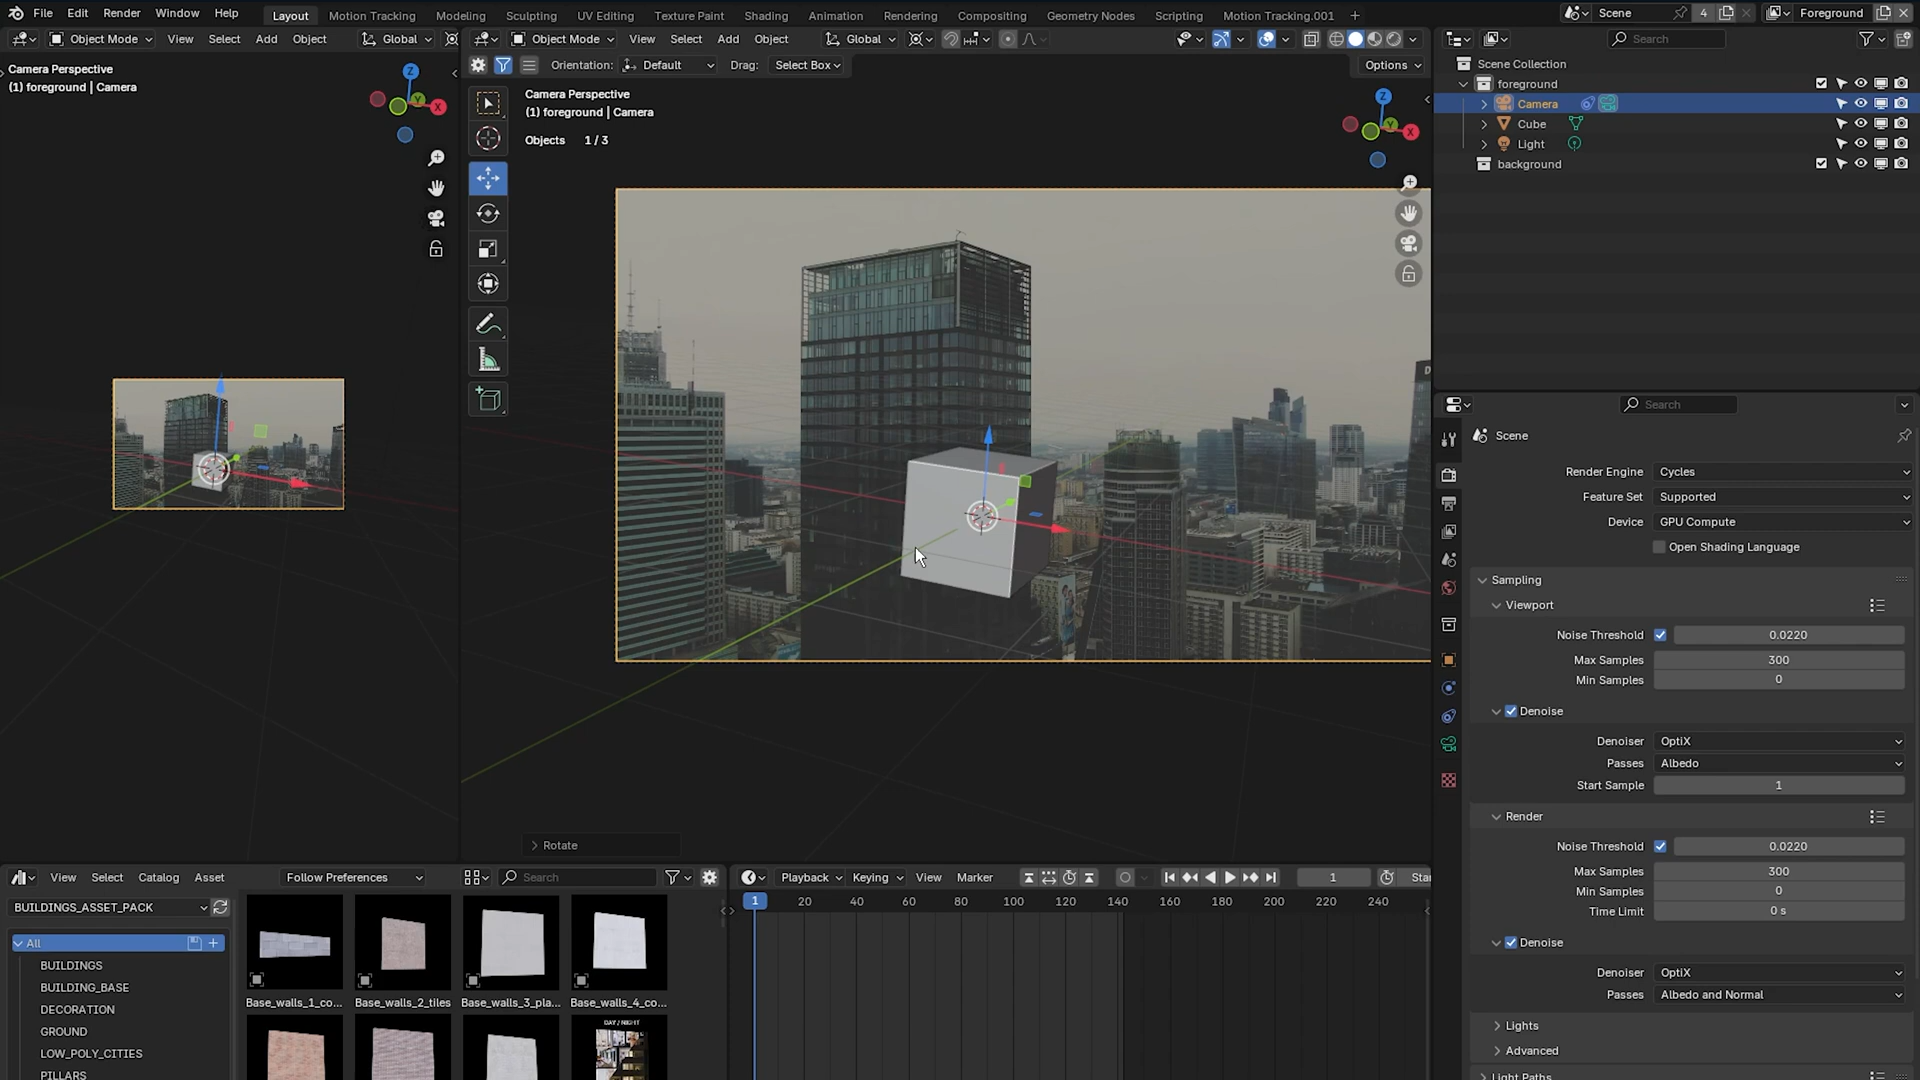 File Edit Render Window Help Layout Motion Tracking Modeling Sculpting UV Editing Texture Paint Shading Animation Rendering Compositing Geometry Nodes Scripting Motion Tracking.001 + Scene 4 Foreground
Object Mode View Select Add Object Global
Object Mode View Select Add Object Global
Orientation: Default Drag: Select Box Options
Camera Perspective
(1) foreground | Camera
Z
Y
X
Camera Perspective
(1) foreground | Camera
Objects 1 / 3
Z
Y
X
Rotate
Search
Scene Collection
foreground
Camera
Cube
Light
background
Search
Scene
Render Engine Cycles
Feature Set Supported
Device GPU Compute
Open Shading Language
Sampling
Viewport
Noise Threshold 0.0220
Max Samples 300
Min Samples 0
Denoise
Denoiser OptiX
Passes Albedo
Start Sample 1
Render
Noise Threshold 0.0220
Max Samples 300
Min Samples 0
Time Limit 0 s
Denoise
Denoiser OptiX
Passes Albedo and Normal
Lights
Advanced
Light Paths
View Select Catalog Asset Follow Preferences Search
BUILDINGS_ASSET_PACK
All
BUILDINGS
BUILDING_BASE
DECORATION
GROUND
LOW_POLY_CITIES
PILLARS
Base_walls_1_co... Base_walls_2_tiles Base_walls_3_pla... Base_walls_4_co...
DAY / NIGHT
Playback Keying View Marker 1 Star
1 20 40 60 80 100 120 140 160 180 200 220 240